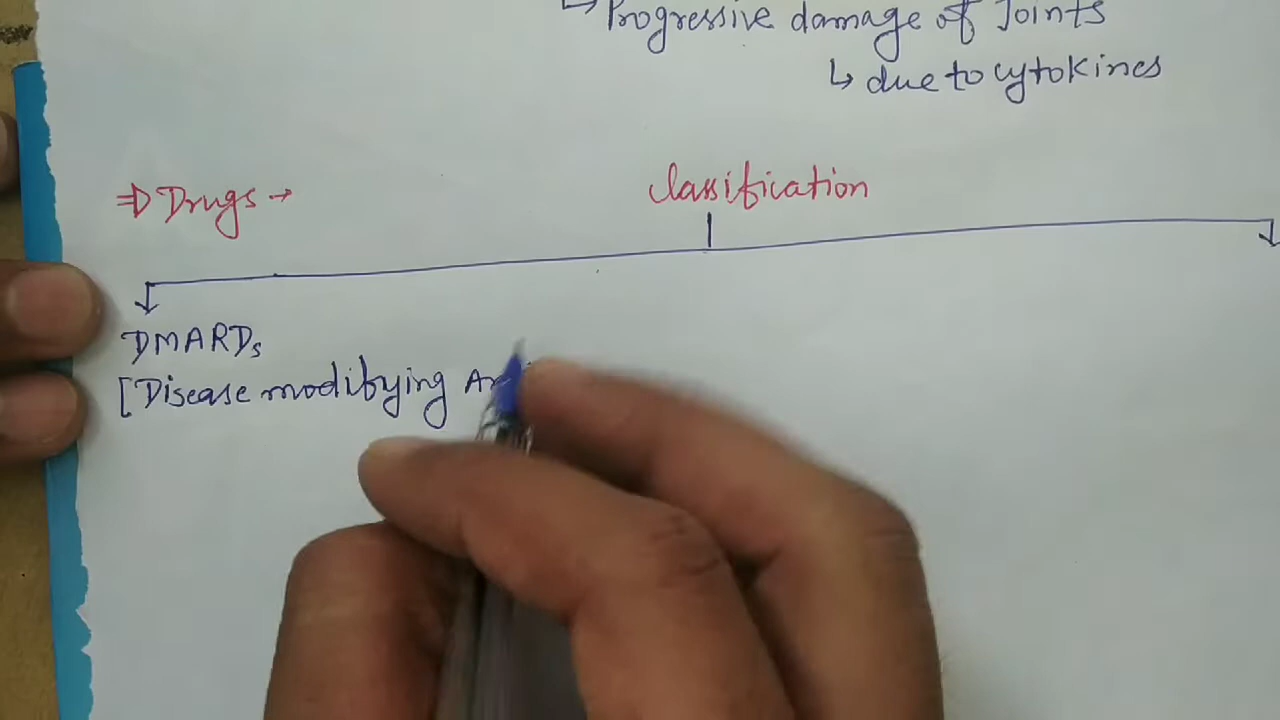 ↳ Progressive damage of Joints
↳ due to cytokines
⇒ Drugs →
Classification
DMARDs
[Disease modifying